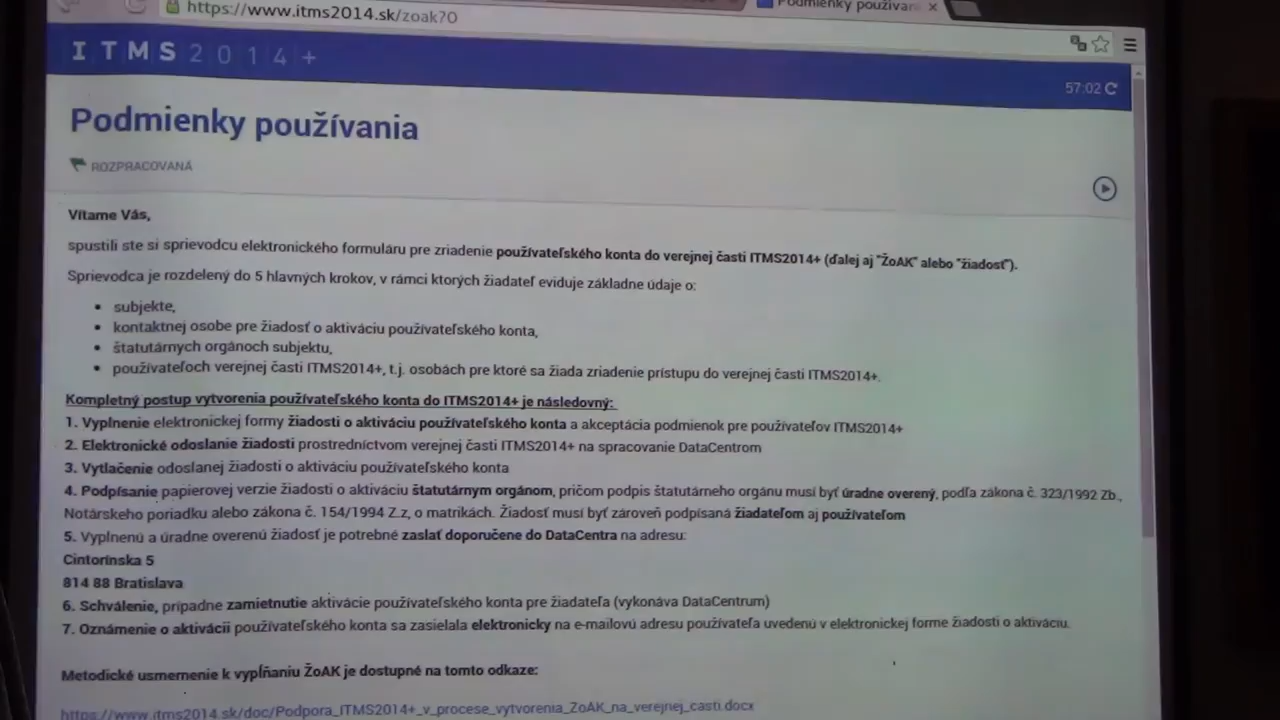 https://www.itms2014.sk/zoak?0
Podmienky používan
ITMS2014+
57:02
Podmienky používania
ROZPRACOVANÁ
Vítame Vás,
spustili ste si sprievodcu elektronického formuláru pre zriadenie používateľského konta do verejnej časti ITMS2014+ (ďalej aj "ŽoAK" alebo "žiadosť").
Sprievodca je rozdelený do 5 hlavných krokov, v rámci ktorých žiadateľ eviduje základne údaje o:
• subjekte,
• kontaktnej osobe pre žiadosť o aktiváciu používateľského konta,
• štatutárnych orgánoch subjektu,
• používateľoch verejnej časti ITMS2014+, t.j. osobách pre ktoré sa žiada zriadenie prístupu do verejnej časti ITMS2014+.
Kompletný postup vytvorenia používateľského konta do ITMS2014+ je následovný:
1. Vyplnenie elektronickej formy žiadosti o aktiváciu používateľského konta a akceptácia podmienok pre používateľov ITMS2014+
2. Elektronické odoslanie žiadosti prostredníctvom verejnej časti ITMS2014+ na spracovanie DataCentrom
3. Vytlačenie odoslanej žiadosti o aktiváciu používateľského konta
4. Podpísanie papierovej verzie žiadosti o aktiváciu štatutárnym orgánom, pričom podpis štatutárneho orgánu musí byť úradne overený, podľa zákona č. 323/1992 Zb.,
Notárskeho poriadku alebo zákona č. 154/1994 Z.z, o matrikách. Žiadosť musí byť zároveň podpísaná žiadateľom aj používateľom
5. Vyplnenú a úradne overenú žiadosť je potrebné zaslať doporučene do DataCentra na adresu:
Cintorínska 5
814 88 Bratislava
6. Schválenie, prípadne zamietnutie aktivácie používateľského konta pre žiadateľa (vykonáva DataCentrum)
7. Oznámenie o aktivácii používateľského konta sa zasielala elektronicky na e-mailovú adresu používateľa uvedenú v elektronickej forme žiadosti o aktiváciu.
Metodické usmernenie k vypĺňaniu ŽoAK je dostupné na tomto odkaze:
https://www.itms2014.sk/doc/Podpora_ITMS2014+_v_procese_vytvorenia_ZoAK_na_verejnej_casti.docx